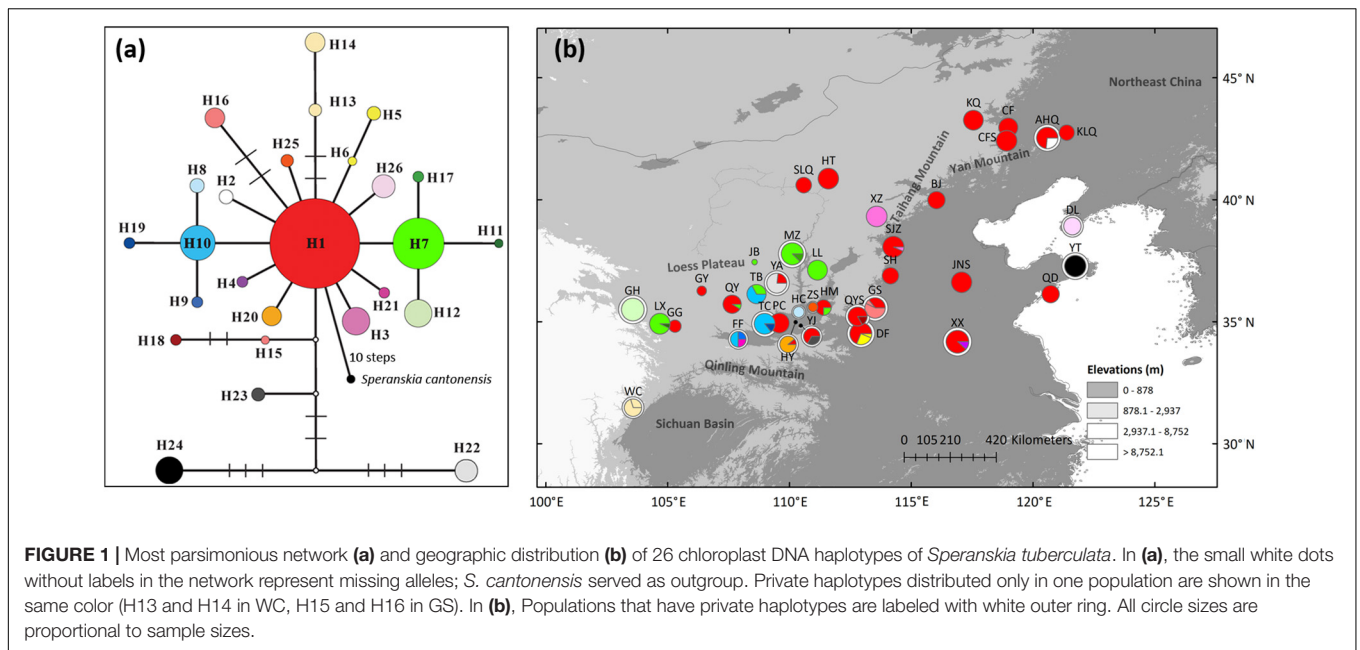 (a)
H14
H16
H13
H5
H25
H8
H6
H26
H2
H17
H19
H10
H1
H7
H11
H4
H9
H21
H20
H3
H12
H18
H15
10 steps
Speranskia cantonensis
H23
H24
H22
(b)
45° N
40° N
35° N
30° N
100°E
105°E
110°E
115°E
120°E
125°E
Northeast China
KQ
CF
AHQ
CFS
KLQ
Yan Mountain
Taihang Mountain
HT
SLQ
BJ
XZ
DL
SJZ
YT
MZ
JB
LL
Loess Plateau
SH
TB
YA
JNS
QD
GY
GH
QY
HC
ZS
HM
GS
QYS
LX
GG
TC
PC
FF
YJ
DF
XX
HY
Qinling Mountain
WC
Sichuan Basin
Elevations (m)
0 - 878
878.1 - 2,937
2,937.1 - 8,752
> 8,752.1
0 105210 420 Kilometers
FIGURE 1 | Most parsimonious network (a) and geographic distribution (b) of 26 chloroplast DNA haplotypes of Speranskia tuberculata. In (a), the small white dots
without labels in the network represent missing alleles; S. cantonensis served as outgroup. Private haplotypes distributed only in one population are shown in the
same color (H13 and H14 in WC, H15 and H16 in GS). In (b), Populations that have private haplotypes are labeled with white outer ring. All circle sizes are
proportional to sample sizes.